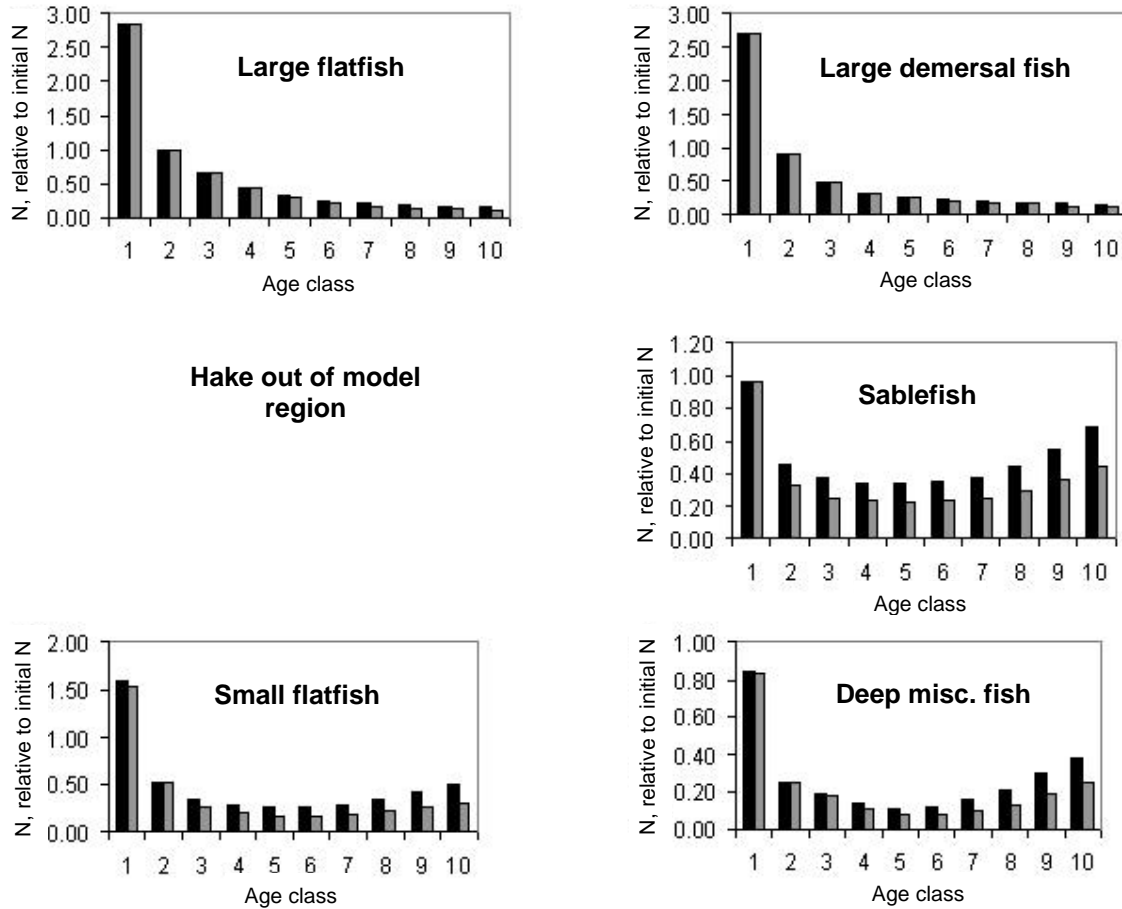 N, relative to initial N
3.00
2.50
2.00
1.50
1.00
0.50
0.00
Large flatfish
1 2 3 4 5 6 7 8 9 10
Age class
N, relative to initial N
3.00
2.50
2.00
1.50
1.00
0.50
0.00
Large demersal fish
1 2 3 4 5 6 7 8 9 10
Age class
Hake out of model
region
N, relative to initial N
1.20
1.00
0.80
0.60
0.40
0.20
0.00
Sablefish
1 2 3 4 5 6 7 8 9 10
Age class
N, relative to initial N
2.00
1.50
1.00
0.50
0.00
Small flatfish
1 2 3 4 5 6 7 8 9 10
Age class
N, relative to initial N
1.00
0.80
0.60
0.40
0.20
0.00
Deep misc. fish
1 2 3 4 5 6 7 8 9 10
Age class